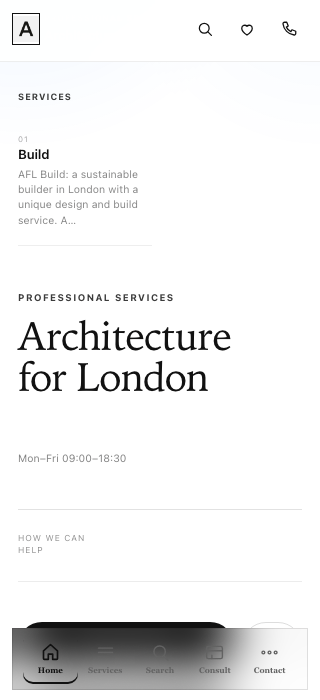 A
SERVICES
01
Build
AFL Build: a sustainable
builder in London with a
unique design and build
service. A...
PROFESSIONAL SERVICES
Architecture
for London
Mon–Fri 09:00–18:30
HOW WE CAN
HELP
Home Services Search Consult Contact